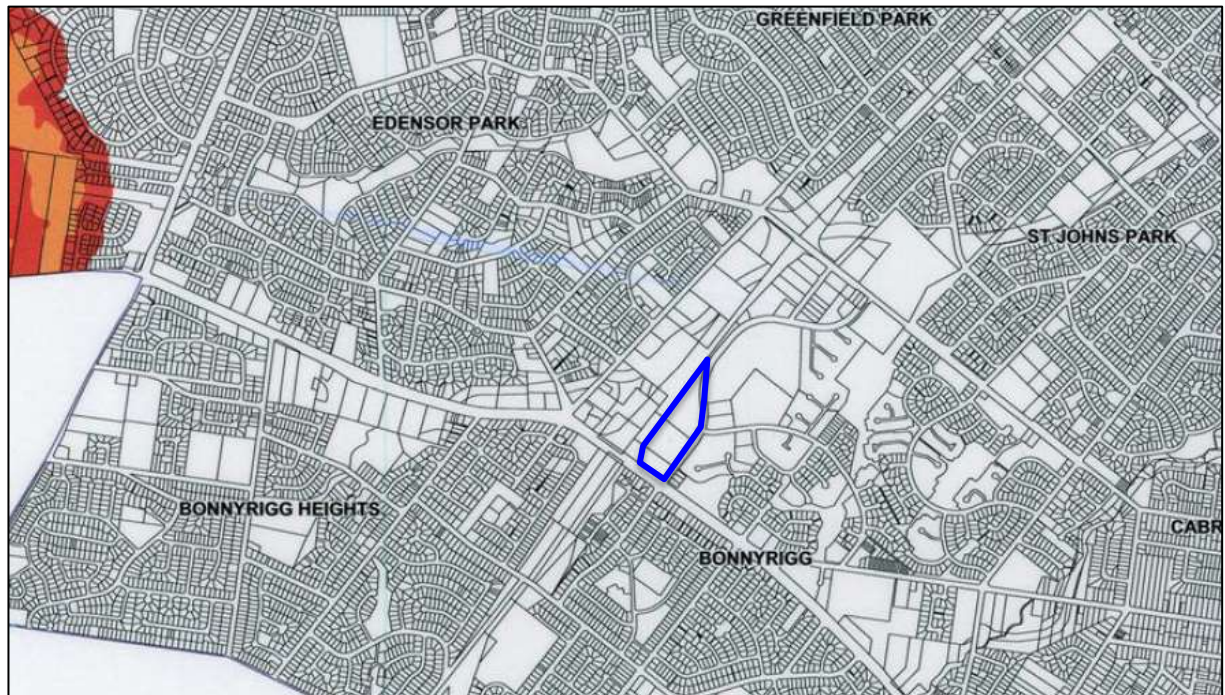 GREENFIELD PARK
EDENSOR PARK
ST JOHNS PARK
BONNYRIGG HEIGHTS
CABR
BONNYRIGG